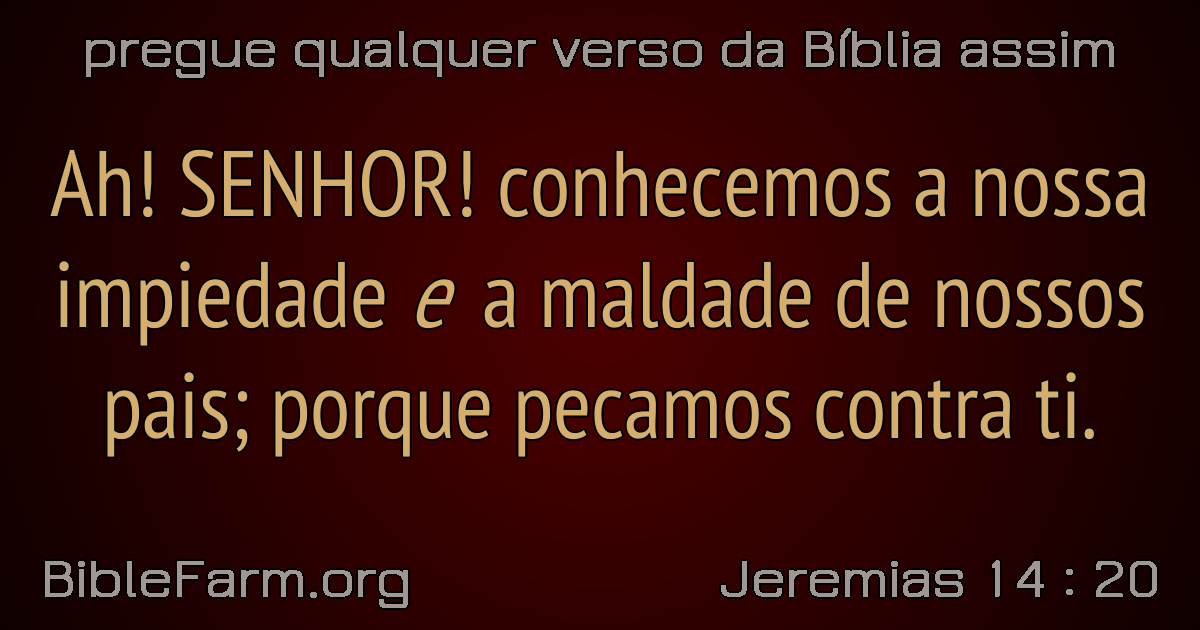 pregue qualquer verso da Bíblia assim
Ah! SENHOR! conhecemos a nossa
impiedade e a maldade de nossos
pais; porque pecamos contra ti.
BibleFarm.org
Jeremias 14 : 20